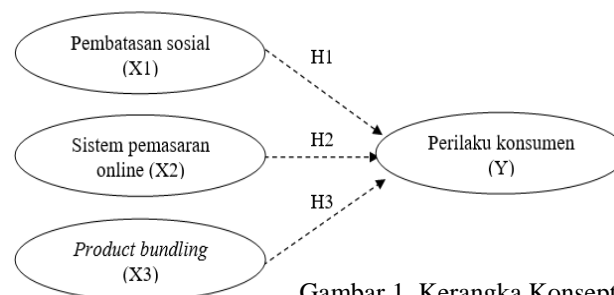 Pembatasan sosial
(X1)
H1
Sistem pemasaran
online (X2)
H2
Perilaku konsumen
(Y)
H3
Product bundling
(X3)
Gambar 1. Kerangka Konsept